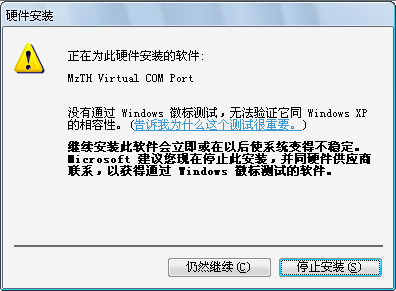 硬件安装
正在为此硬件安装的软件:
MzTH Virtual COM Port
没有通过 Windows 徽标测试，无法验证它同 Windows XP
的相容性。(告诉我为什么这个测试很重要。)
继续安装此软件会立即或在以后使系统变得不稳定。
Microsoft 建议您现在停止此安装，并同硬件供应商
联系，以获得通过 Windows 徽标测试的软件。
仍然继续(C)
停止安装(S)